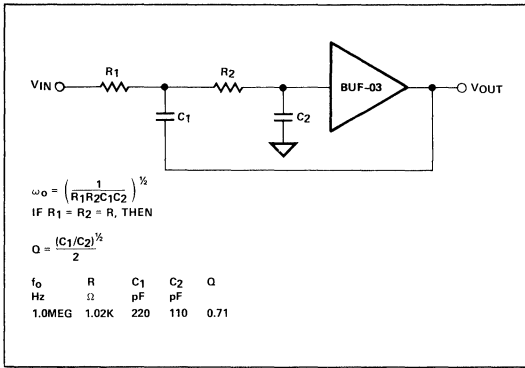 R1 R2
VIN BUF-03 VOUT
C1 C2
ωo = (1 / R1R2C1C2)½
IF R1 = R2 = R, THEN
Q = (C1/C2)½ / 2
fo R C1 C2 Q
Hz Ω pF pF
1.0MEG 1.02K 220 110 0.71